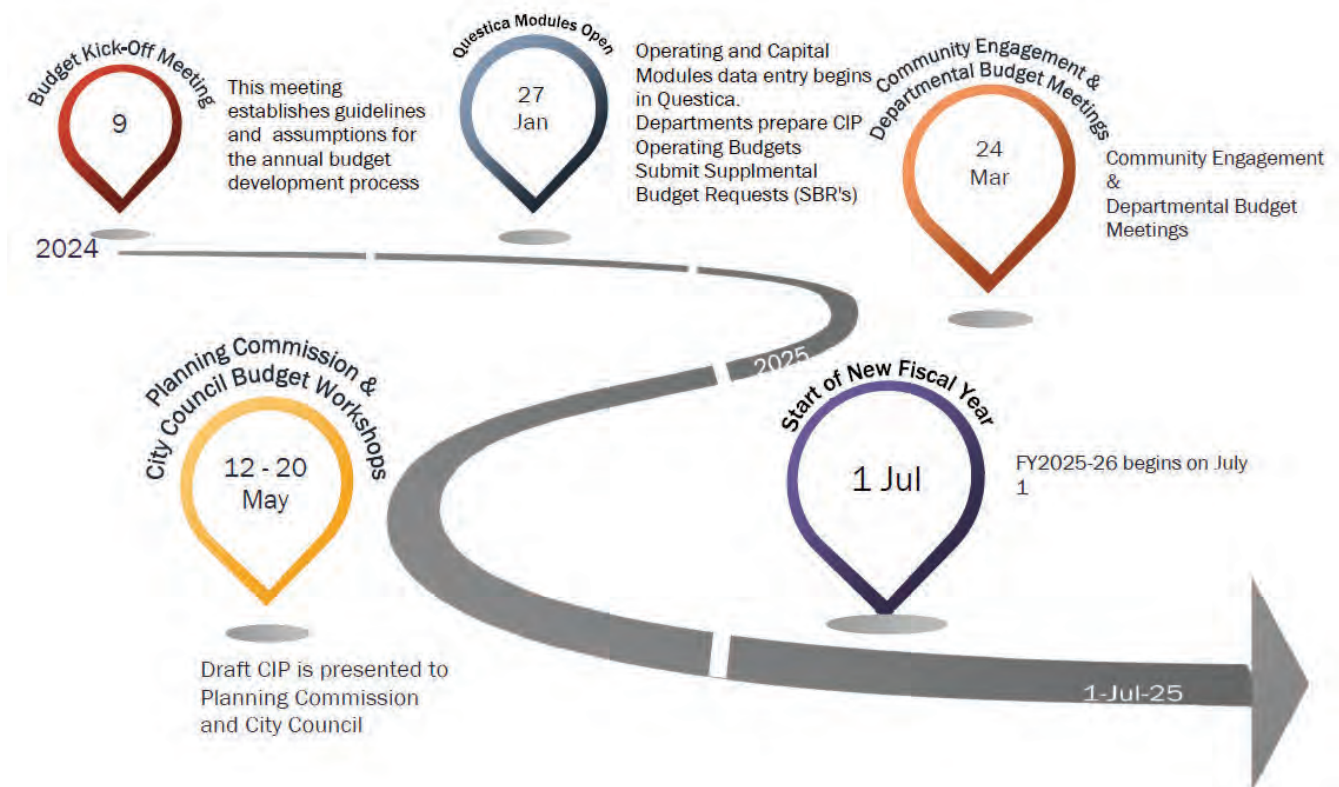 Budget Kick-Off Meeting
9
This meeting
establishes guidelines
and assumptions for
the annual budget
development process
Questica Modules Open
27
Jan
Operating and Capital
Modules data entry begins
in Questica.
Departments prepare CIP
Operating Budgets
Submit Supplmental
Budget Requests (SBR's)
Community Engagement &
Departmental Budget Meetings
24
Mar
Community Engagement
&
Departmental Budget
Meetings
2024
2025
Planning Commission &
City Council Budget Workshops
12 - 20
May
Draft CIP is presented to
Planning Commission
and City Council
Start of New Fiscal Year
1 Jul
FY2025-26 begins on July
1
1-Jul-25